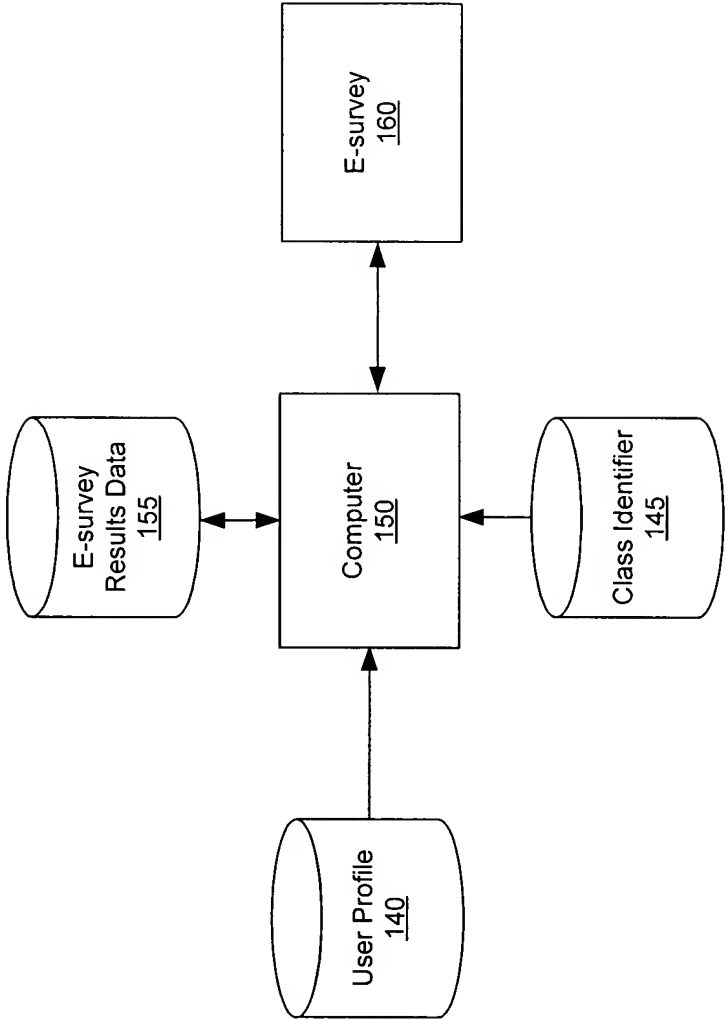 E-survey
Results Data
155
User Profile
140
Computer
150
E-survey
160
Class Identifier
145